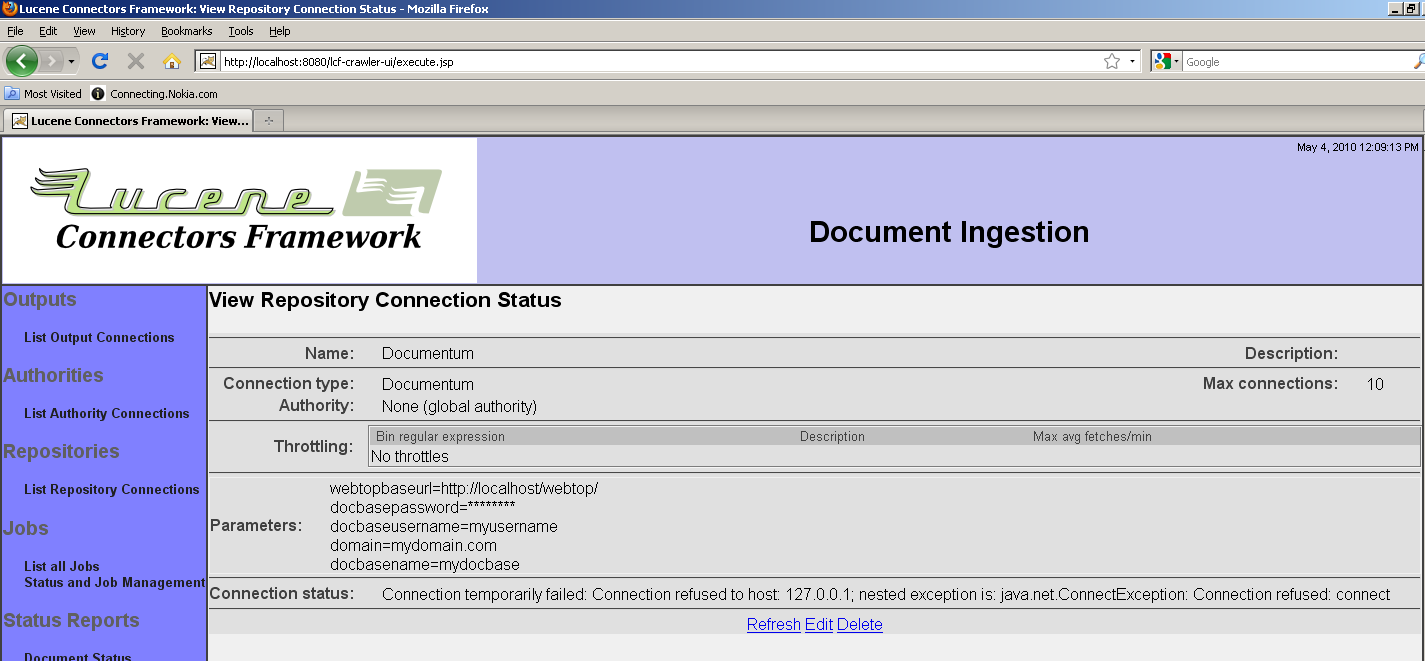 Lucene Connectors Framework: View Repository Connection Status - Mozilla Firefox
File Edit View History Bookmarks Tools Help
http://localhost:8080/lcf-crawler-ui/execute.jsp Google
Most Visited Connecting.Nokia.com
Lucene Connectors Framework: View...
May 4, 2010 12:09:13 PM
Lucene
Connectors Framework
Document Ingestion
Outputs
List Output Connections
Authorities
List Authority Connections
Repositories
List Repository Connections
Jobs
List all Jobs
Status and Job Management
Status Reports
Document Status
View Repository Connection Status
Name: Documentum Description:
Connection type: Documentum Max connections: 10
Authority: None (global authority)
Throttling: Bin regular expression Description Max avg fetches/min
No throttles
Parameters:
webtopbaseurl=http://localhost/webtop/
docbasepassword=********
docbaseusername=myusername
domain=mydomain.com
docbasename=mydocbase
Connection status: Connection temporarily failed: Connection refused to host: 127.0.0.1; nested exception is: java.net.ConnectException: Connection refused: connect
Refresh Edit Delete